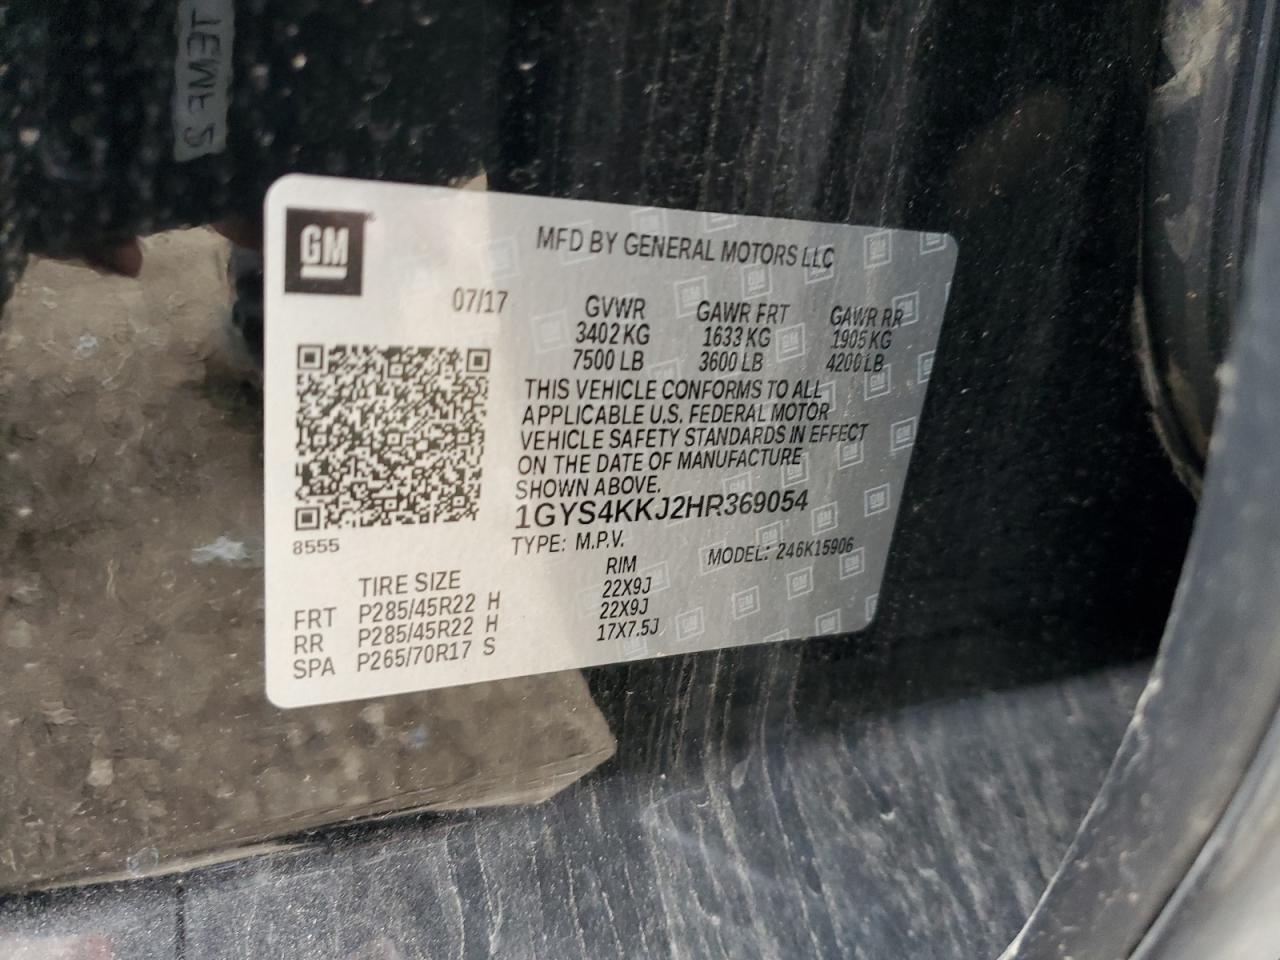 TEMP 2
GM
MFD BY GENERAL MOTORS LLC
07/17
GVWR GAWR FRT GAWR RR
3402 KG 1633 KG 1905 KG
7500 LB 3600 LB 4200 LB
THIS VEHICLE CONFORMS TO ALL
APPLICABLE U.S. FEDERAL MOTOR
VEHICLE SAFETY STANDARDS IN EFFECT
ON THE DATE OF MANUFACTURE
SHOWN ABOVE.
1GYS4KKJ2HR369054
8555
TYPE: M.P.V. MODEL: 246K15906
TIRE SIZE RIM
FRT P285/45R22 H 22X9J
RR P285/45R22 H 22X9J
SPA P265/70R17 S 17X7.5J